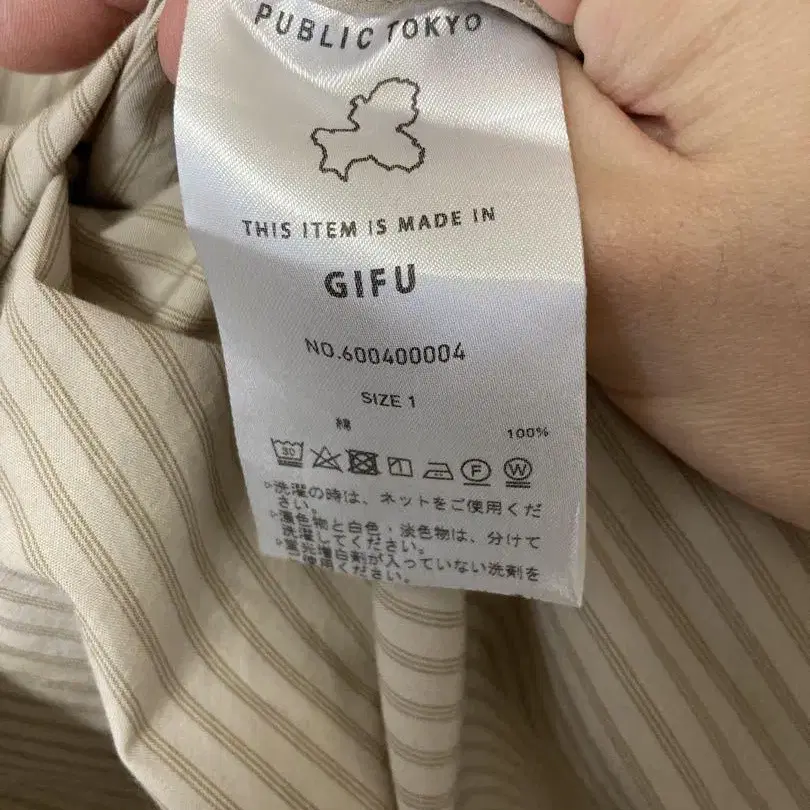 PUBLIC TOKYO
THIS ITEM IS MADE IN
GIFU
NO.600400004
SIZE 1
綿 100%
30 F W
◦洗濯の時は、ネットをご使用くだ
さい。
◦濃色物と白色・淡色物は、分けて
洗濯してください。
◦蛍光増白剤が入っていない洗剤を
ご使用ください。